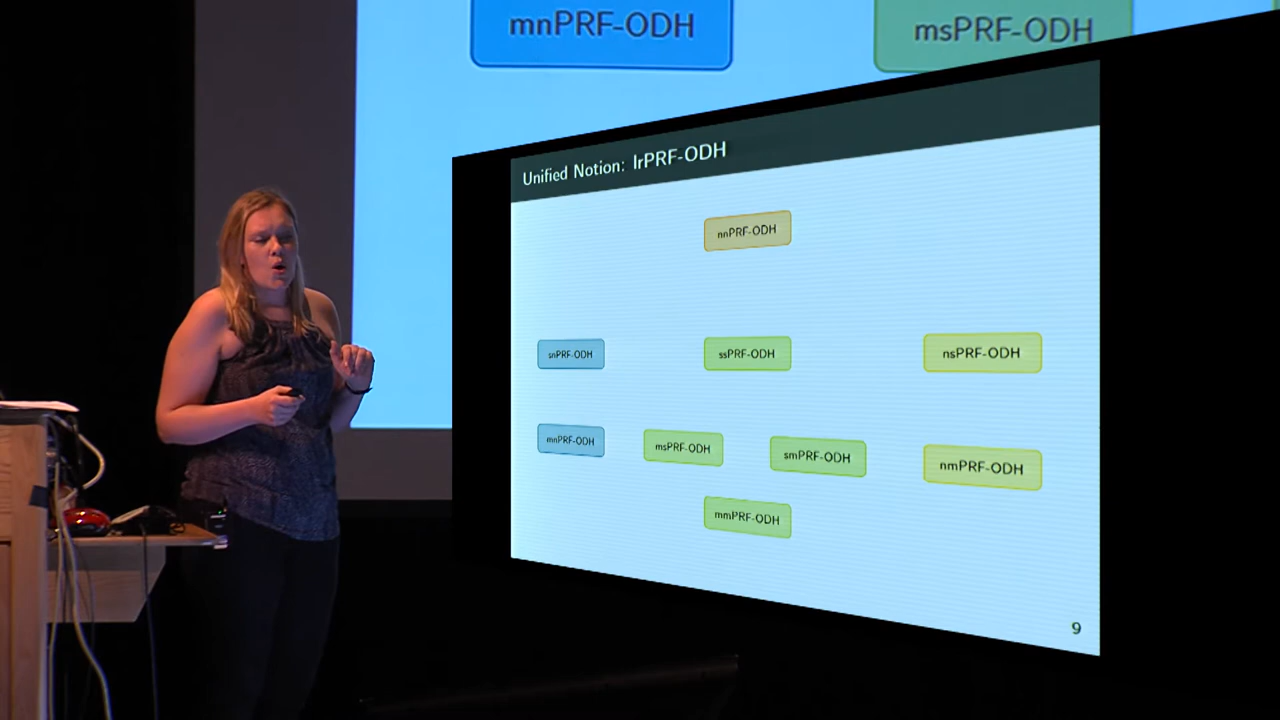 mnPRF-ODH
msPRF-ODH
Unified Notion: lrPRF-ODH
nnPRF-ODH
snPRF-ODH
ssPRF-ODH
nsPRF-ODH
mnPRF-ODH
msPRF-ODH
smPRF-ODH
nmPRF-ODH
mmPRF-ODH
9